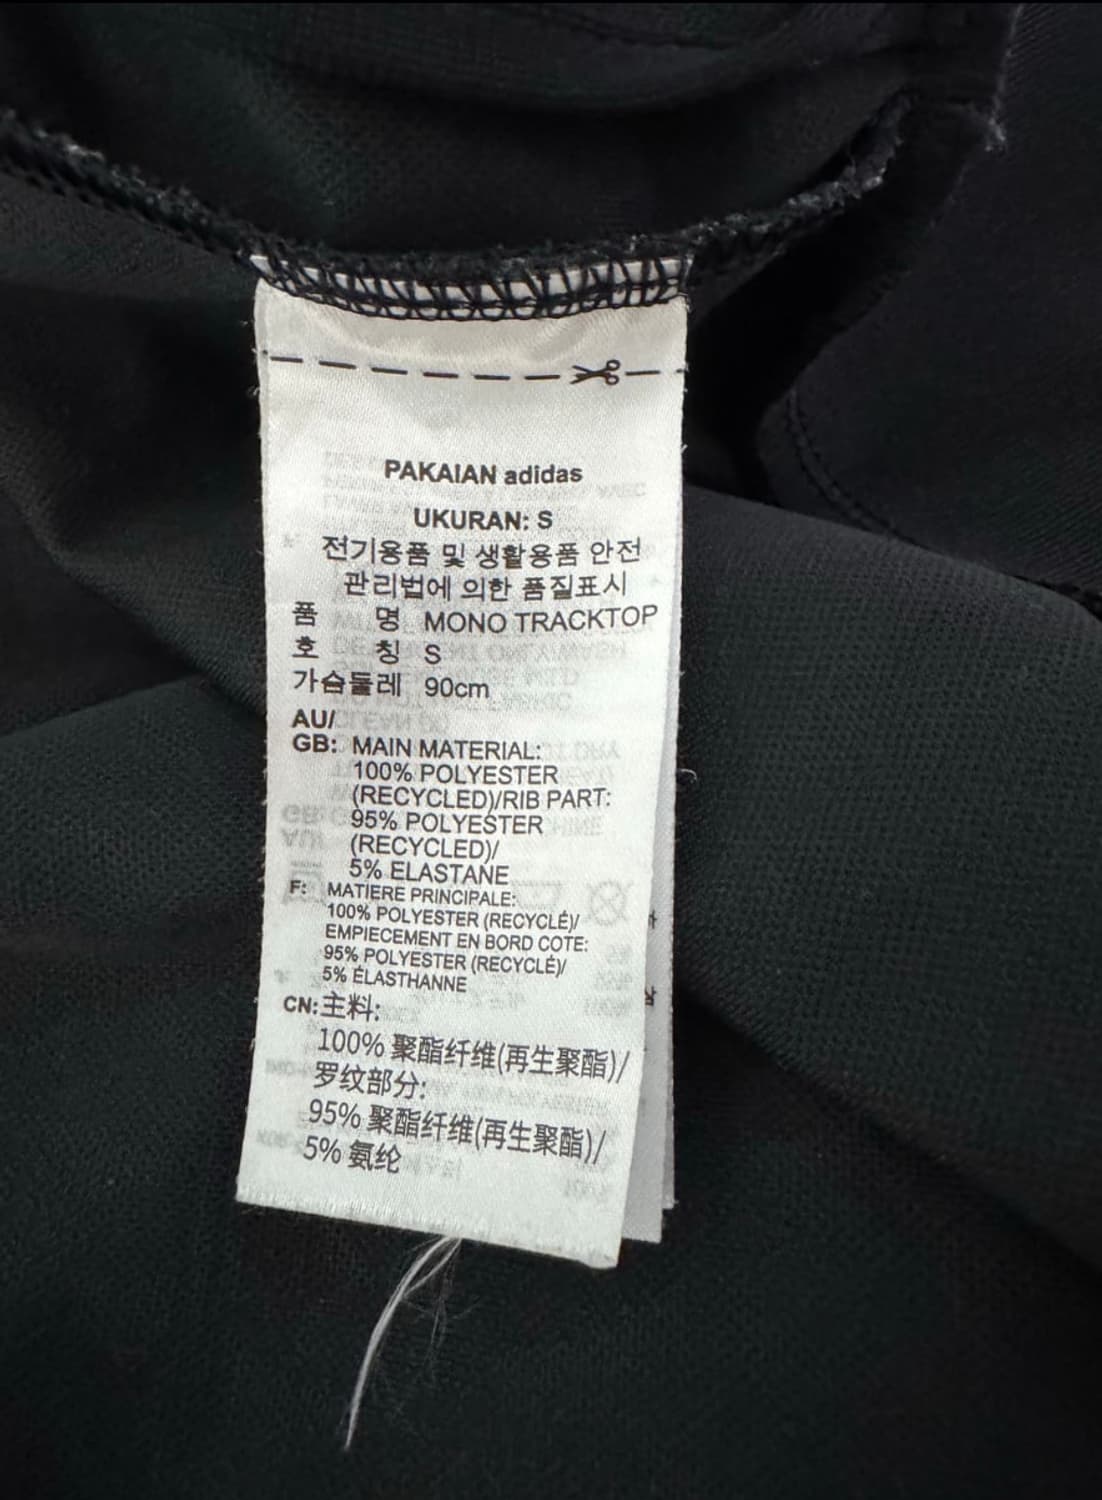 PAKAIAN adidas
UKURAN: S
전기용품 및 생활용품 안전
관리법에 의한 품질표시
품 명 MONO TRACKTOP
호 칭 S
가슴둘레 90cm
AU/
GB: MAIN MATERIAL:
100% POLYESTER
(RECYCLED)/RIB PART:
95% POLYESTER
(RECYCLED)/
5% ELASTANE
F: MATIERE PRINCIPALE:
100% POLYESTER (RECYCLÉ)/
EMPIECEMENT EN BORD COTE:
95% POLYESTER (RECYCLÉ)/
5% ÉLASTHANNE
CN: 主料:
100% 聚酯纤维(再生聚酯)/
罗纹部分:
95% 聚酯纤维(再生聚酯)/
5% 氨纶